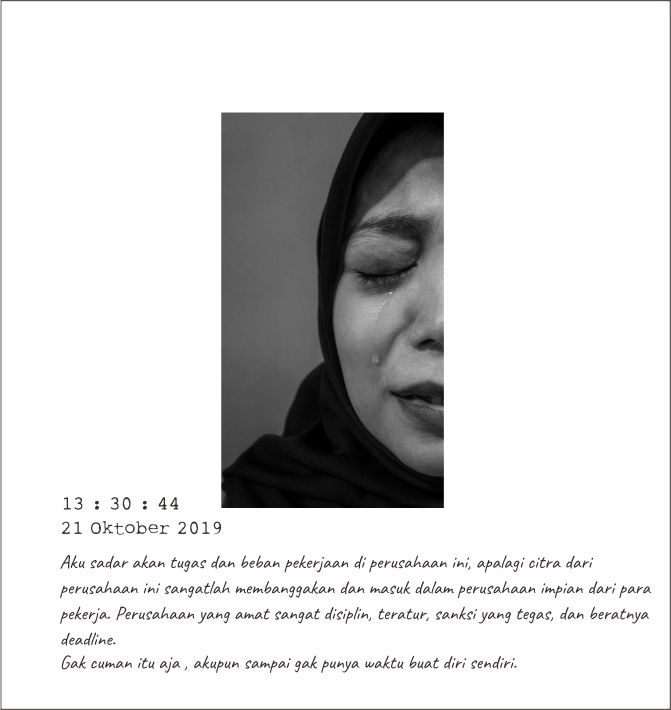 13 : 30 : 44
21 Oktober 2019
Aku sadar akan tugas dan beban pekerjaan di perusahaan ini, apalagi citra dari
perusahaan ini sangatlah membanggakan dan masuk dalam perusahaan impian dari para
pekerja. Perusahaan yang amat sangat disiplin, teratur, sanksi yang tegas, dan beratnya
deadline.
Gak cuman itu aja , akupun sampai gak punya waktu buat diri sendiri.